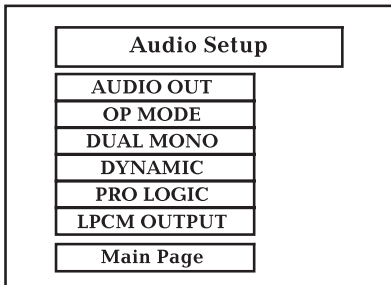 Audio Setup
AUDIO OUT
OP MODE
DUAL MONO
DYNAMIC
PRO LOGIC
LPCM OUTPUT
Main Page